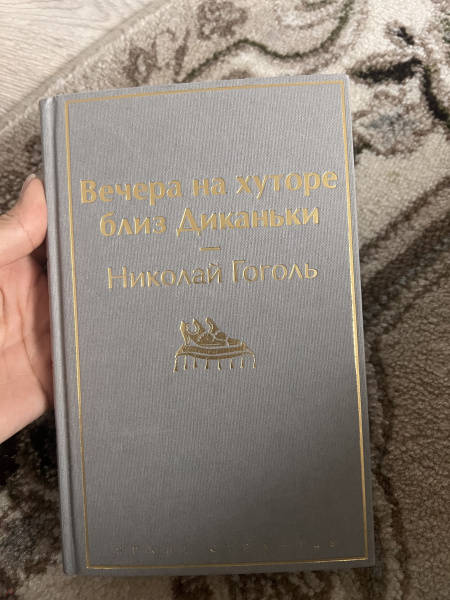 Вечера на хуторе
близ Диканьки
Николай Гоголь